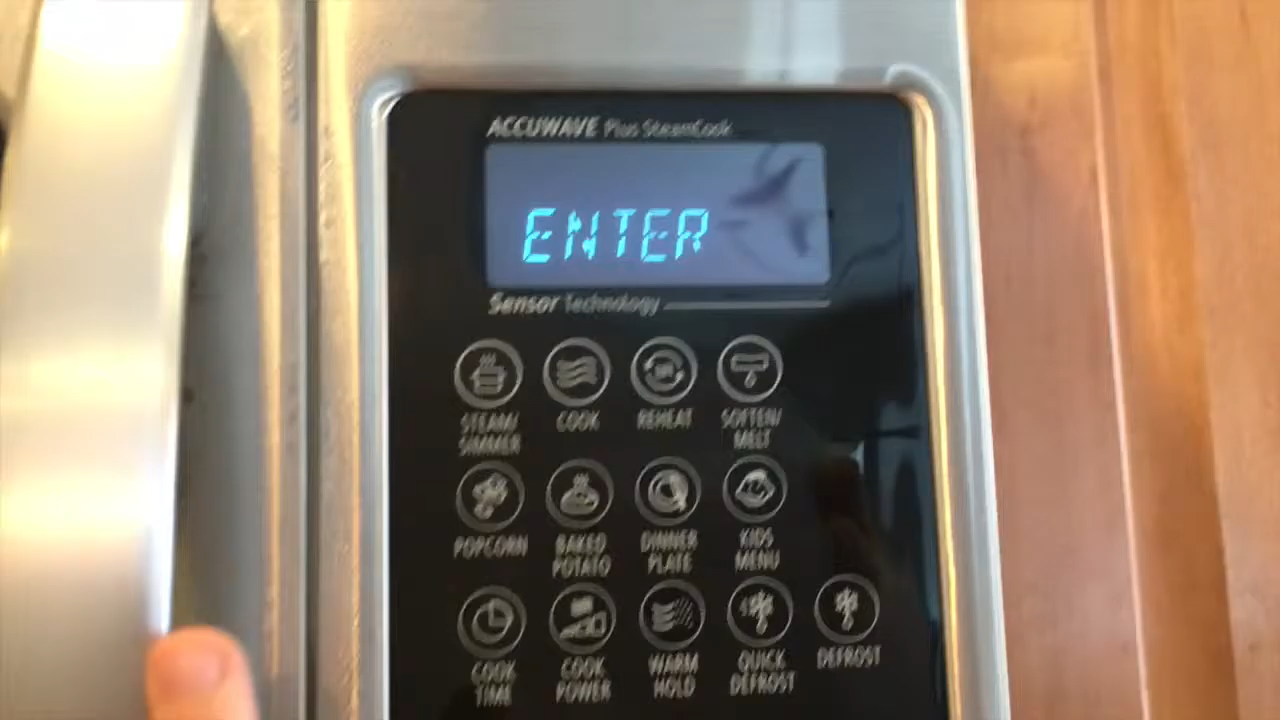 ACCUWAVE Plus SteamCook
ENTER
Sensor Technology
STEAM/
SIMMER
COOK
REHEAT
SOFTEN/
MELT
POPCORN
BAKED
POTATO
DINNER
PLATE
KIDS
MENU
COOK
TIME
COOK
POWER
WARM
HOLD
QUICK
DEFROST
DEFROST